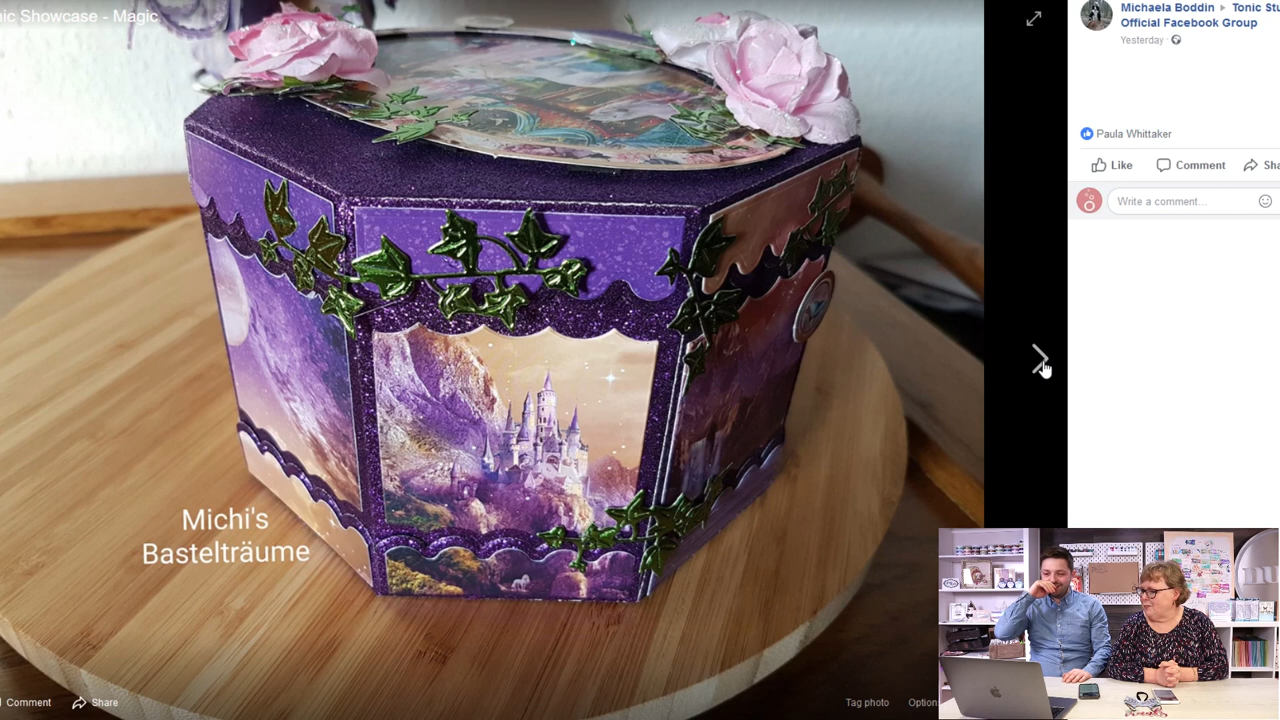 nic Showcase - Magic
Michaela Boddin ▸ Tonic Stu
Official Facebook Group
Yesterday ·
Paula Whittaker
Like Comment Sha
Write a comment...
Michi's
Bastelträume
Comment Share
Tag photo Option